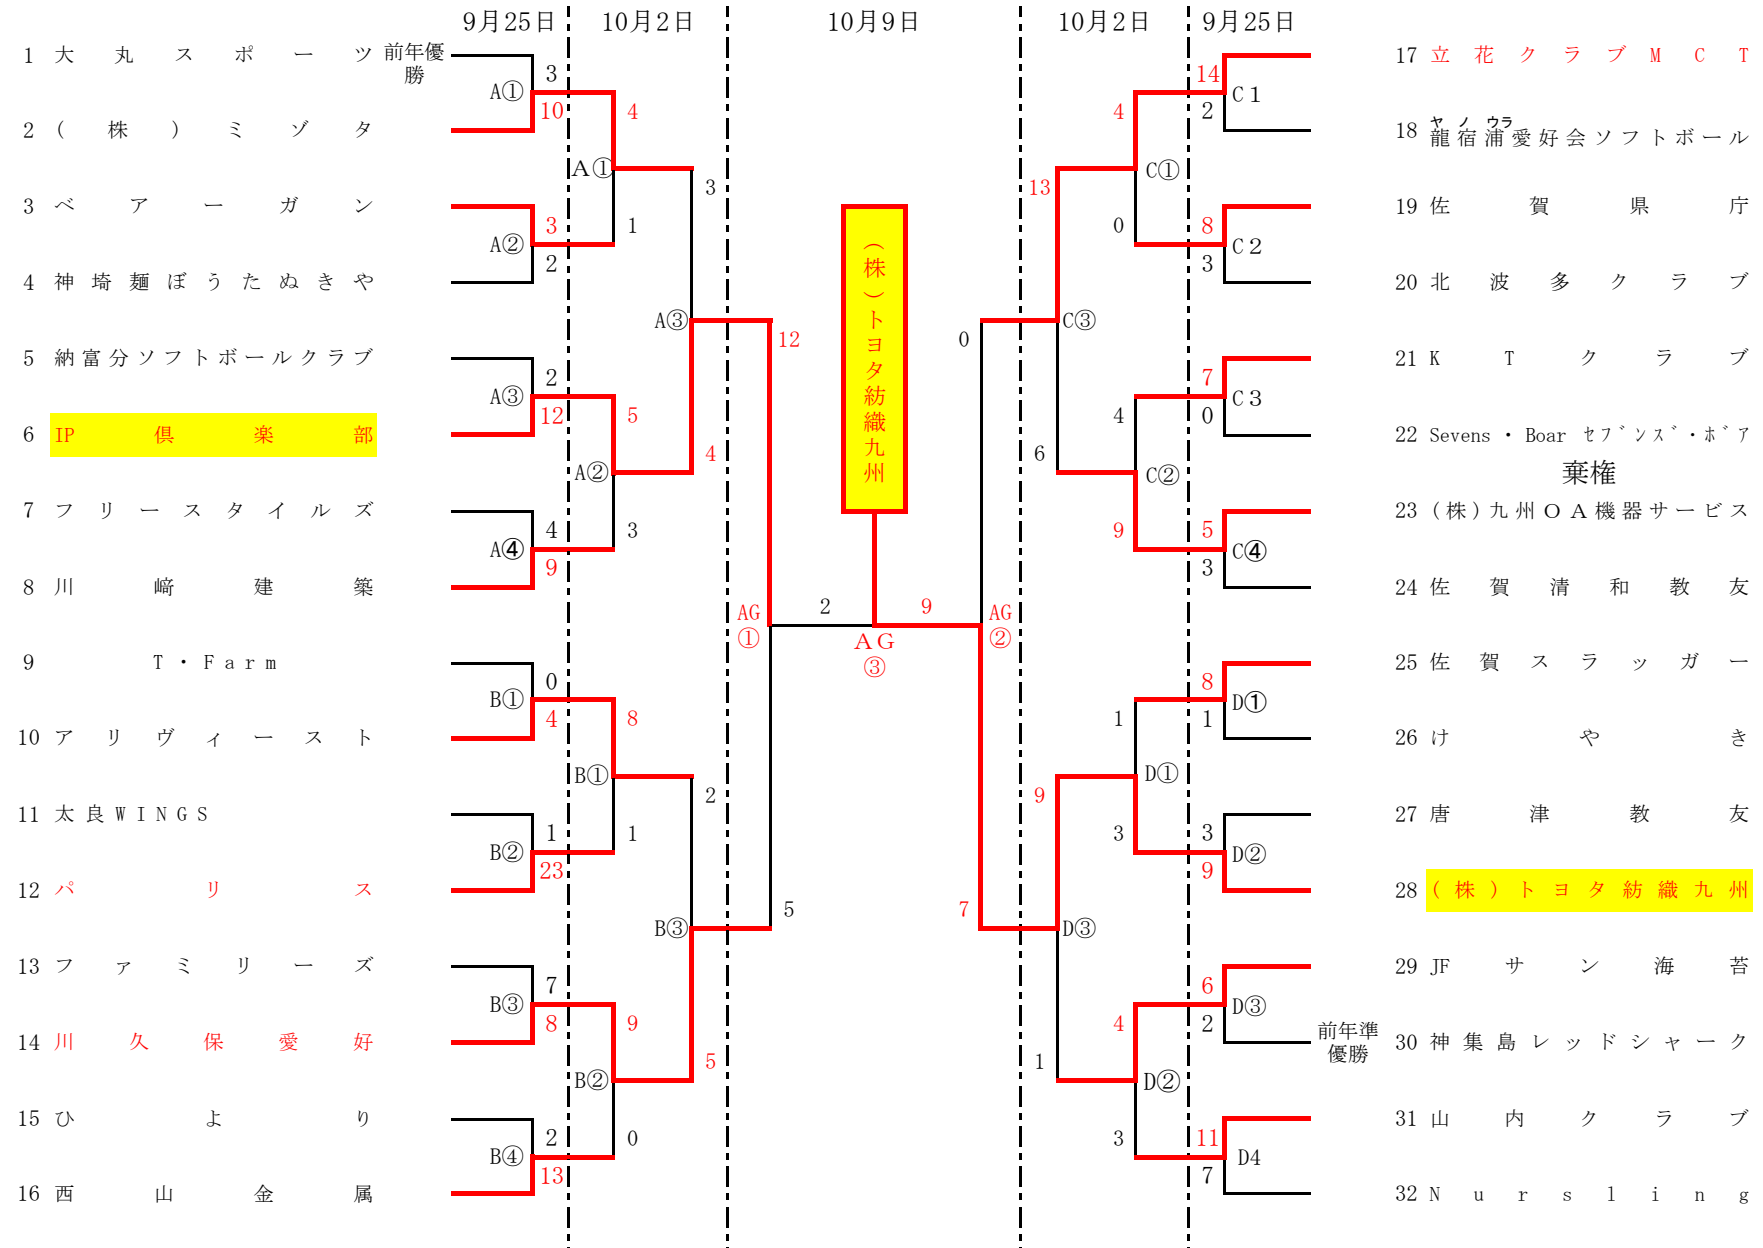 9月25日 10月2日 10月9日 10月2日 9月25日
1 大丸スポーツ 前年優勝
2 (株)ミゾタ
3 ベアーガン
4 神埼麺ぼうたぬきや
5 納富分ソフトボールクラブ
6 IP倶楽部
7 フリースタイルズ
8 川﨑建築
9 T・Farm
10 アリヴィースト
11 太良WINGS
12 パリス
13 ファミリーズ
14 川久保愛好
15 ひより
16 西山金属
3
A①
10
3
A②
2
2
A③
12
4
A④
9
0
B①
4
1
B②
23
7
B③
8
2
B④
13
4
A①
1
5
A②
3
8
B①
1
9
B②
0
3
A③
4
2
B③
5
12
AG①
5
(株)トヨタ紡織九州
2
9
AG③
0
AG②
7
13
C③
6
9
D③
1
4
C①
0
4
C②
9
1
D①
3
4
D②
3
14
C1
2
8
C2
3
7
C3
0
5
C④
3
8
D①
1
3
D②
9
6
D③
2
11
D4
7
17 立花クラブMCT
ヤノウラ
18 龍宿浦愛好会ソフトボール
19 佐賀県庁
20 北波多クラブ
21 KTクラブ
22 Sevens・Boar セブンズ・ボア
棄権
23 (株)九州OA機器サービス
24 佐賀清和教友
25 佐賀スラッガー
26 けやき
27 唐津教友
28 (株)トヨタ紡織九州
29 JFサン海苔
前年準優勝 30 神集島レッドシャーク
31 山内クラブ
32 Nursling